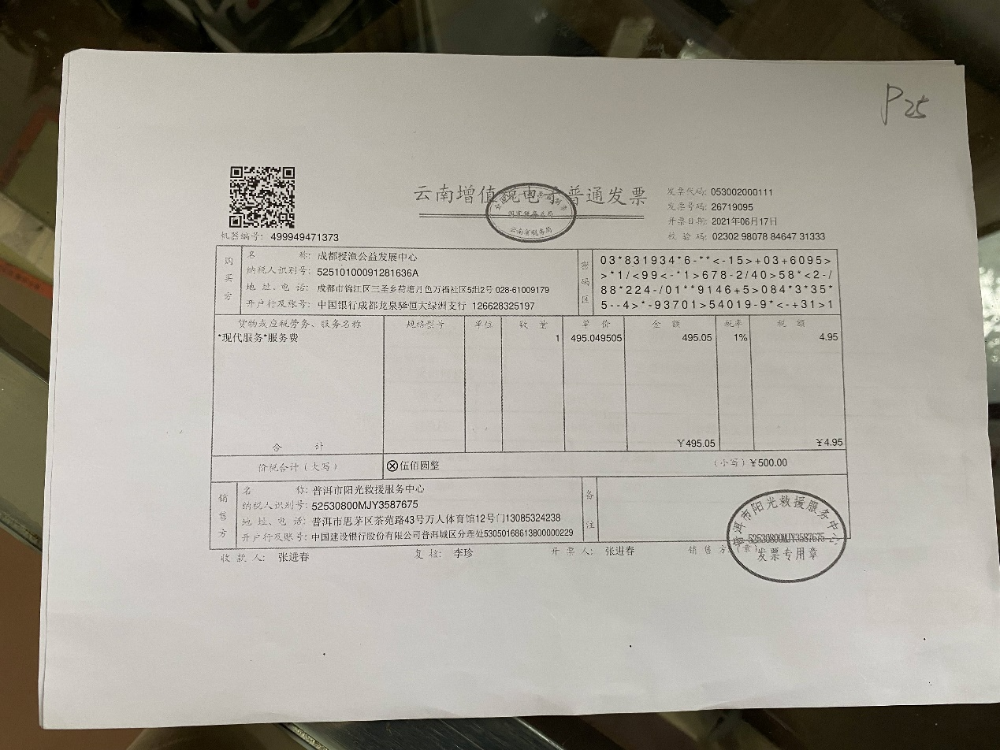 P25
云南增值税电子普通发票
国家税务总局
云南省税务局
发票代码: 053002000111
发票号码: 26719095
开票日期: 2021年06月17日
校 验 码: 02302 98078 84647 31333
机器编号: 499949471373
购买方
名 称: 成都授渔公益发展中心
纳税人识别号: 52510100091281636A
地 址、电 话: 成都市锦江区三圣乡荷塘月色万福社区5组2号 028-61009179
开户行及账号: 中国银行成都龙泉驿恒大绿洲支行 126628325197
密码区
03*831934*6-**<-15>+03+6095>
>*1/<99<-*1>678-2/40>58*<2-/
88*224-/01**9146+5>084*3*35*
5--4>*-93701>54019-9*<-+31>1
货物或应税劳务、服务名称 规格型号 单位 数 量 单 价 金 额 税率 税 额
*现代服务*服务费 1 495.049505 495.05 1% 4.95
合 计 ￥495.05 ￥4.95
价税合计（大写） ⊗伍佰圆整 （小写）￥500.00
销售方
名 称: 普洱市阳光救援服务中心
纳税人识别号: 52530800MJY3587675
地 址、电 话: 普洱市思茅区茶苑路43号万人体育馆12号门13085324238
开户行及账号: 中国建设银行股份有限公司普洱城区分理处53050168613800000229
备注
收 款 人: 张进春 复 核: 李珍 开 票 人: 张进春 销 售 方:（章）
普洱市阳光救援服务中心
52530800MJY3587675
发票专用章